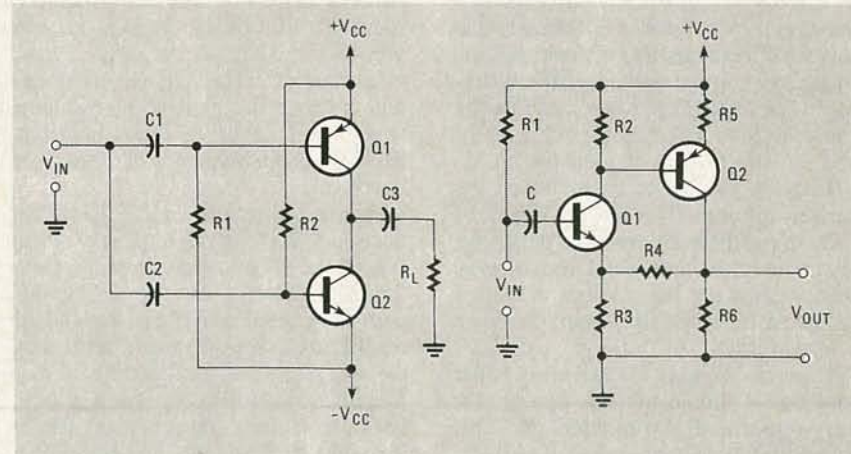 +VCC
C1
Q1
VIN
C3
R1
R2
RL
C2
Q2
-VCC
+VCC
R1
R2
R5
Q2
C
Q1
R4
VIN
R3
R6
VOUT